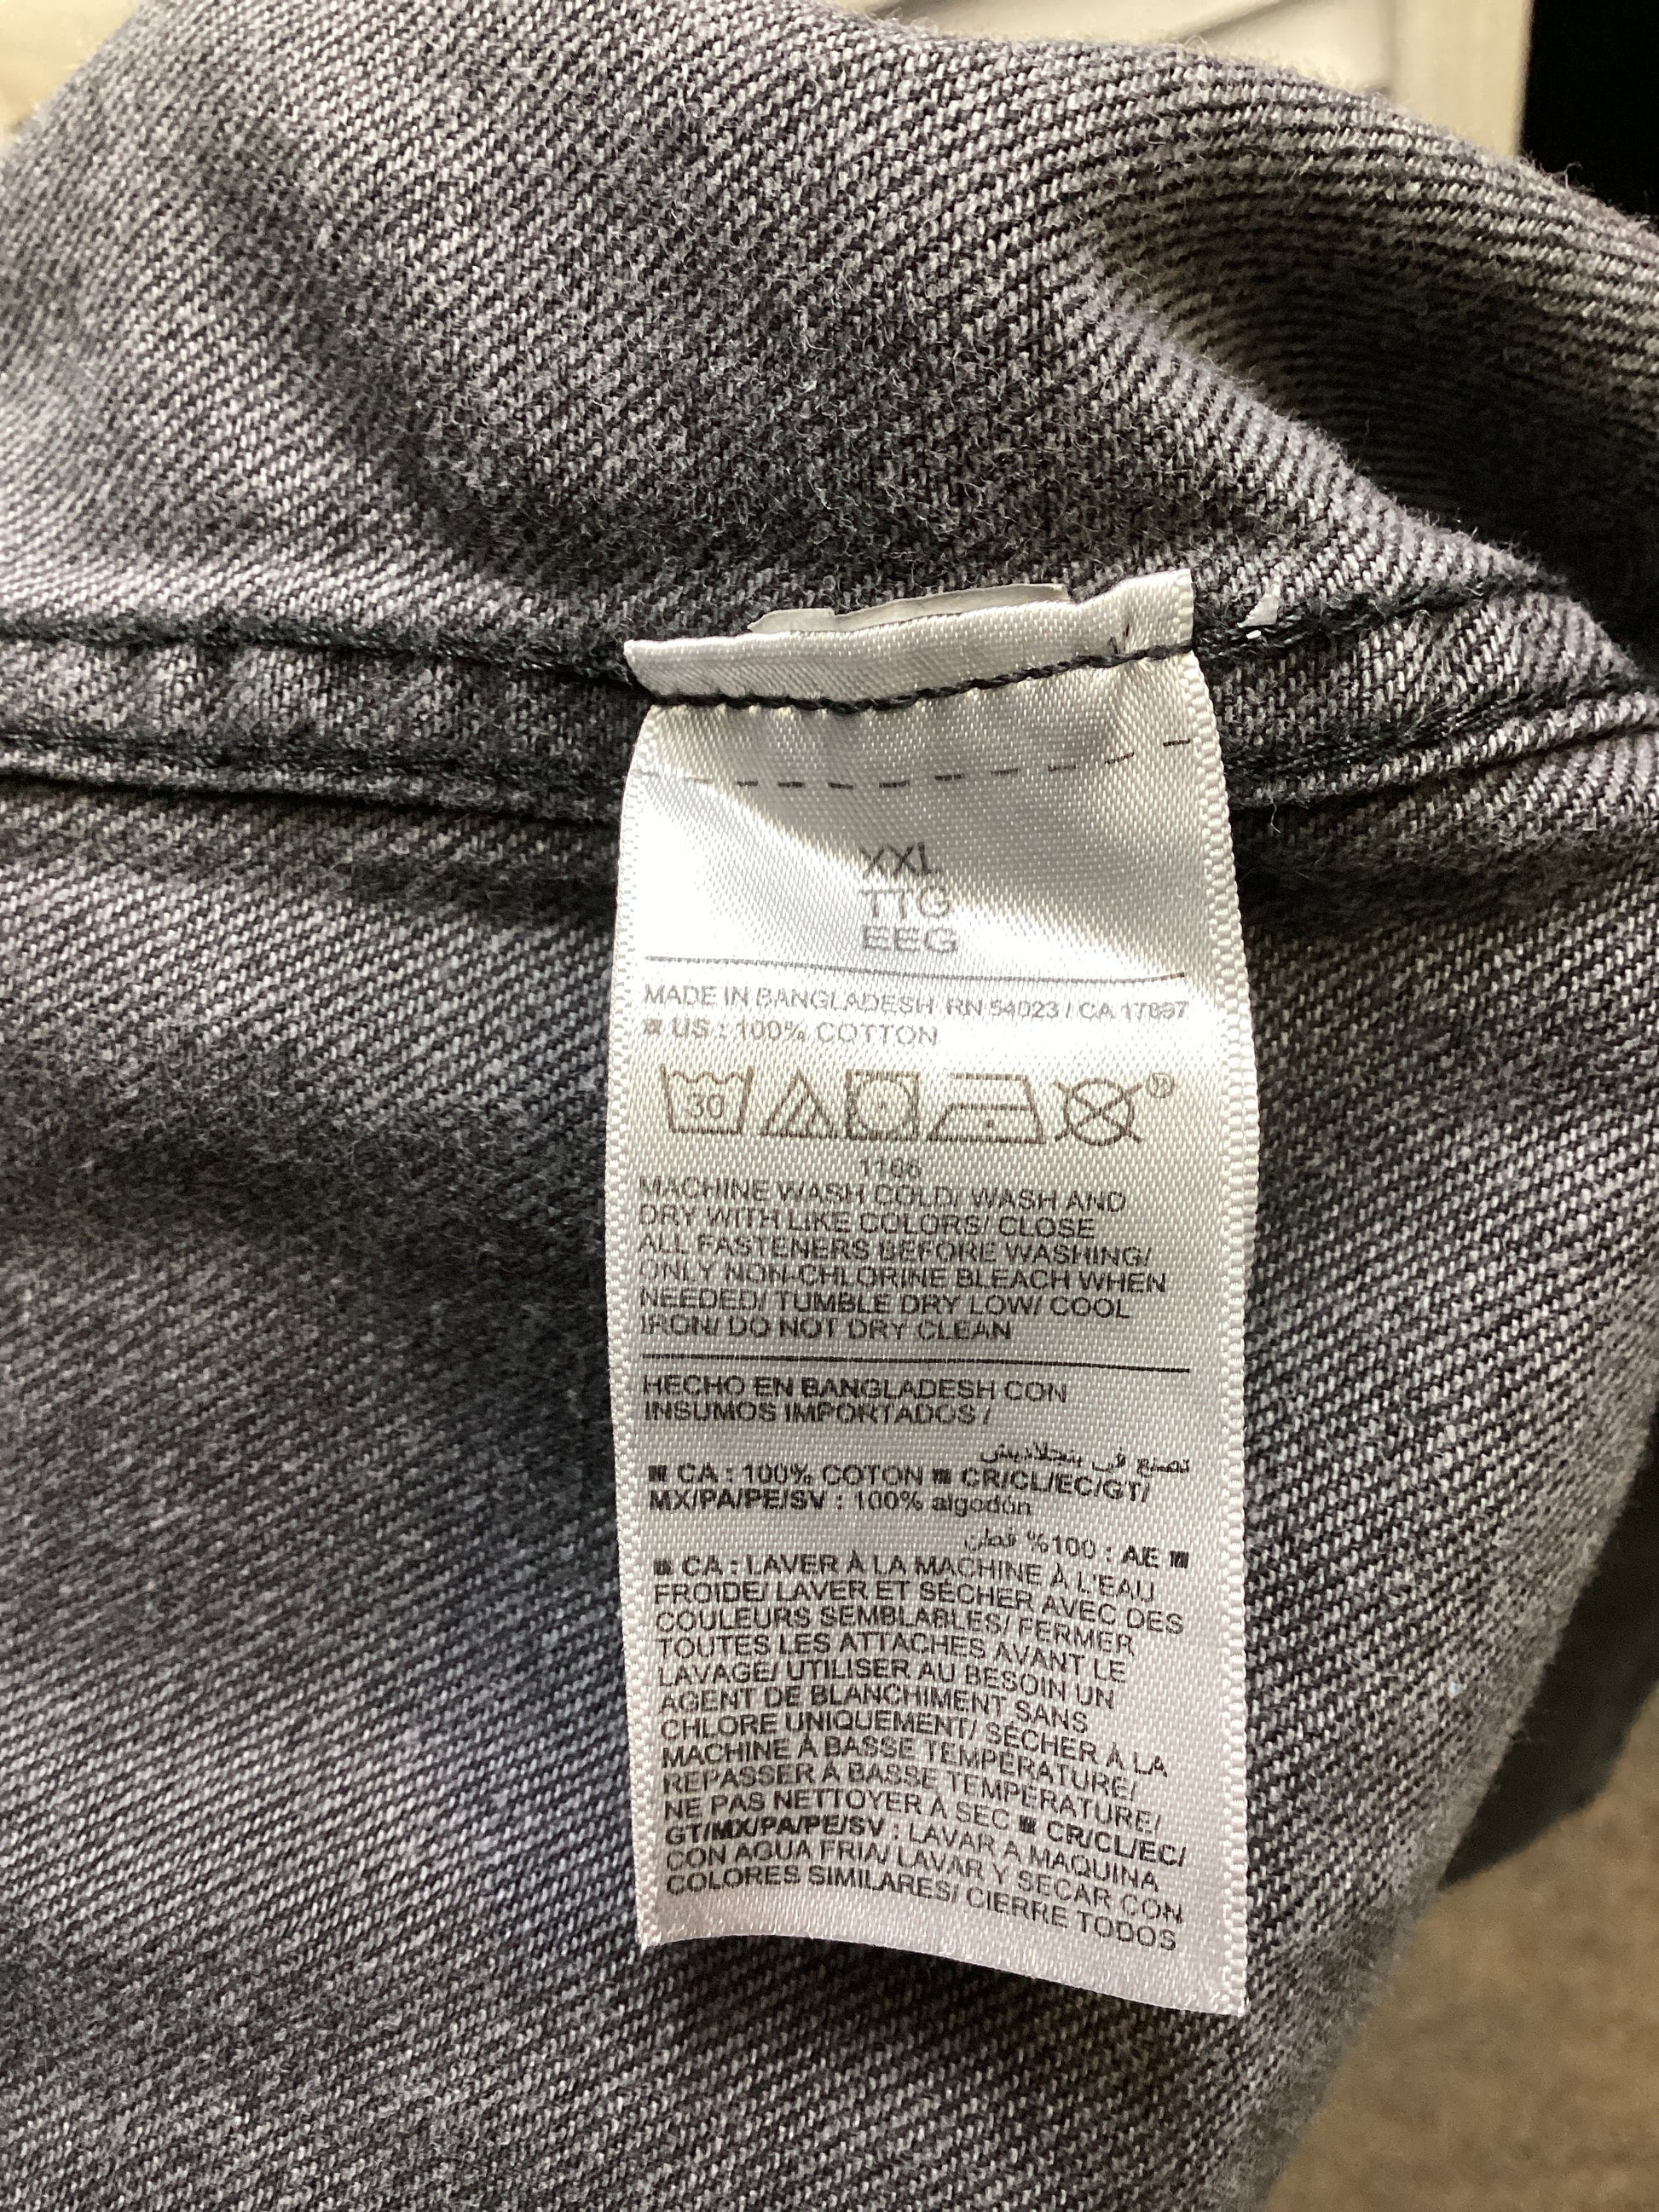 XXL
TTG
EEG
MADE IN BANGLADESH RN 54023 / CA 17897
US : 100% COTTON
30
1166
MACHINE WASH COLD/ WASH AND
DRY WITH LIKE COLORS/ CLOSE
ALL FASTENERS BEFORE WASHING/
ONLY NON-CHLORINE BLEACH WHEN
NEEDED/ TUMBLE DRY LOW/ COOL
IRON/ DO NOT DRY CLEAN
HECHO EN BANGLADESH CON
INSUMOS IMPORTADOS /
تصنع في بنجلاديش
CA : 100% COTON CR/CL/EC/GT/
MX/PA/PE/SV : 100% algodón
AE : 100% قطن
CA : LAVER À LA MACHINE À L'EAU
FROIDE/ LAVER ET SÉCHER AVEC DES
COULEURS SEMBLABLES/ FERMER
TOUTES LES ATTACHES AVANT LE
LAVAGE/ UTILISER AU BESOIN UN
AGENT DE BLANCHIMENT SANS
CHLORE UNIQUEMENT/ SÉCHER À LA
MACHINE À BASSE TEMPÉRATURE/
REPASSER À BASSE TEMPÉRATURE/
NE PAS NETTOYER À SEC CR/CL/EC/
GT/MX/PA/PE/SV : LAVAR A MAQUINA
CON AGUA FRIA/ LAVAR Y SECAR CON
COLORES SIMILARES/ CIERRE TODOS